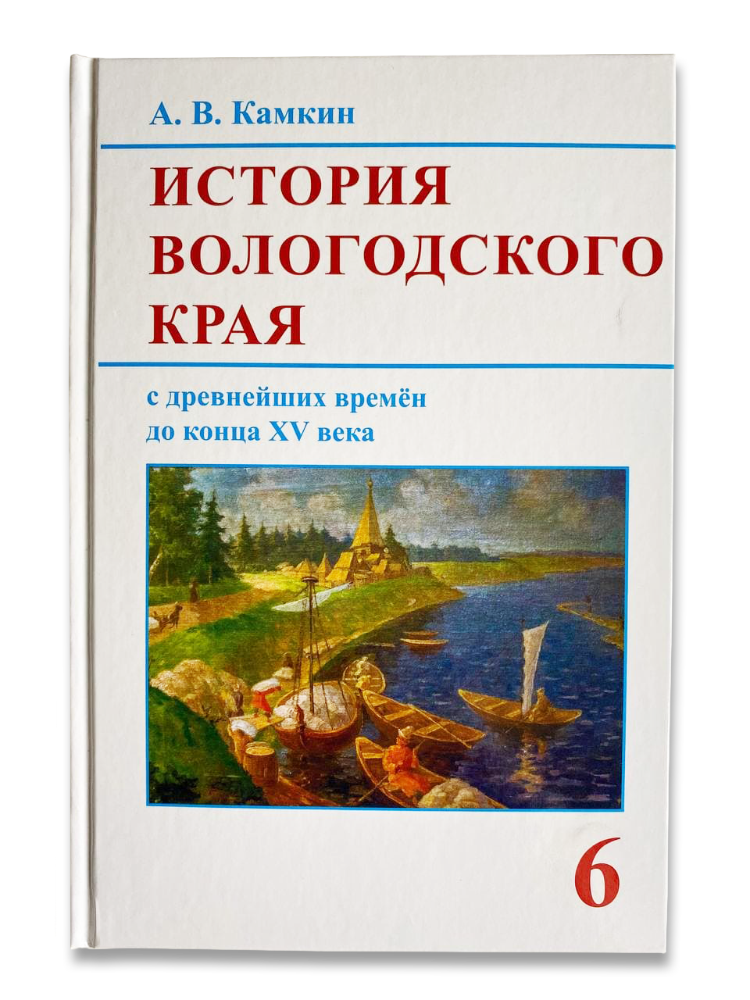 А. В. Камкин
ИСТОРИЯ
ВОЛОГОДСКОГО
КРАЯ
с древнейших времён
до конца XV века
6